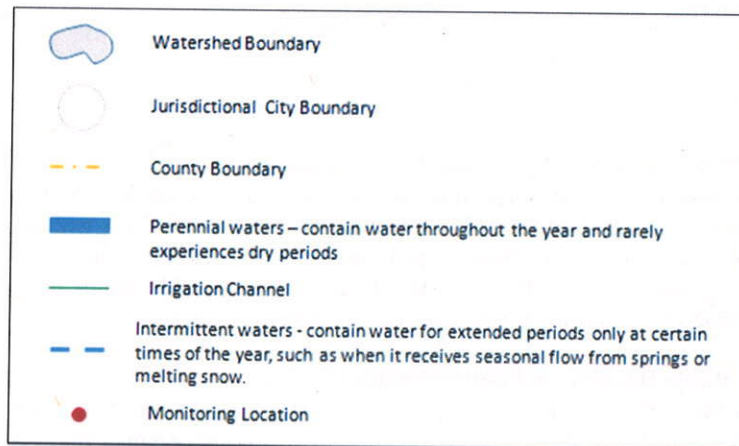 Watershed Boundary
Jurisdictional City Boundary
County Boundary
Perennial waters – contain water throughout the year and rarely
experiences dry periods
Irrigation Channel
Intermittent waters - contain water for extended periods only at certain
times of the year, such as when it receives seasonal flow from springs or
melting snow.
Monitoring Location